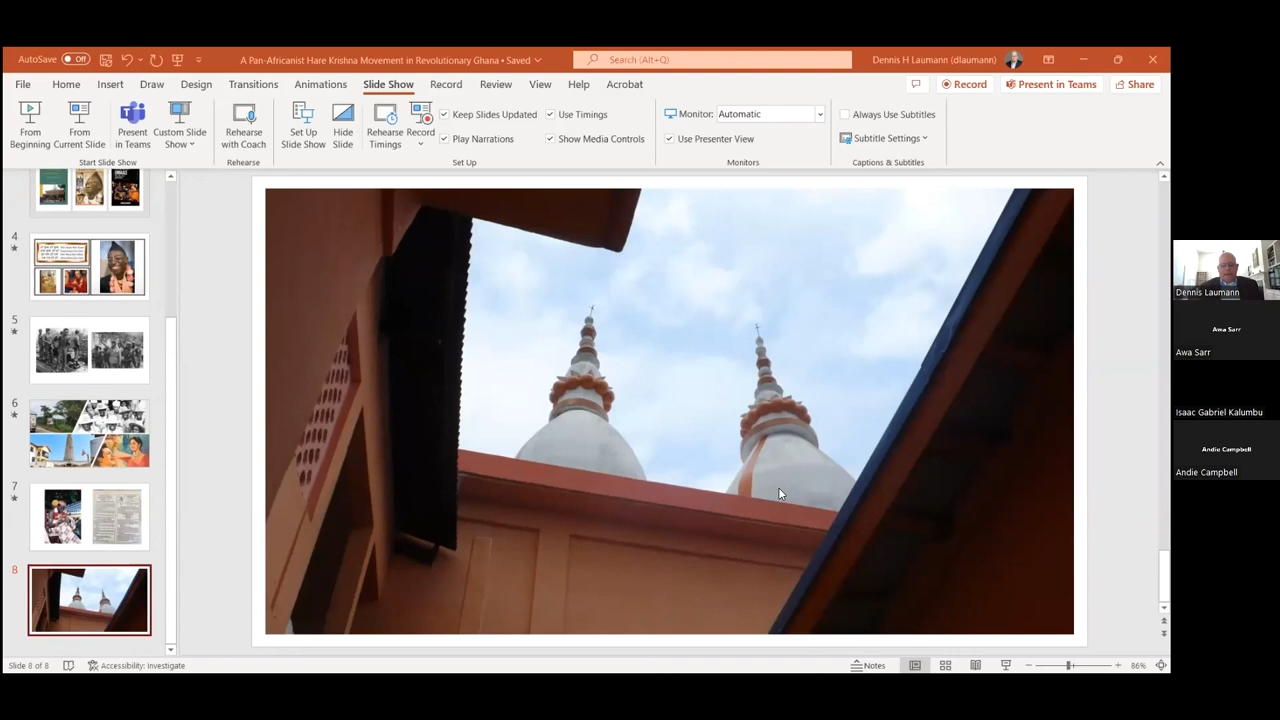 AutoSave Off
A Pan-Africanist Hare Krishna Movement in Revolutionary Ghana • Saved
Search (Alt+Q)
Dennis H Laumann (dlaumann)
File Home Insert Draw Design Transitions Animations Slide Show Record Review View Help Acrobat
Record Present in Teams Share
From Beginning
From Current Slide
Present in Teams
Custom Slide Show
Rehearse with Coach
Set Up Slide Show
Hide Slide
Rehearse Timings
Record
Keep Slides Updated
Use Timings
Play Narrations
Show Media Controls
Monitor: Automatic
Use Presenter View
Always Use Subtitles
Subtitle Settings
Start Slide Show
Rehearse
Set Up
Monitors
Captions & Subtitles
4
5
6
7
8
Dennis Laumann
Awa Sarr
Awa Sarr
Isaac Gabriel Kalumbu
Andie Campbell
Andie Campbell
Slide 8 of 8
Accessibility: Investigate
Notes
86%